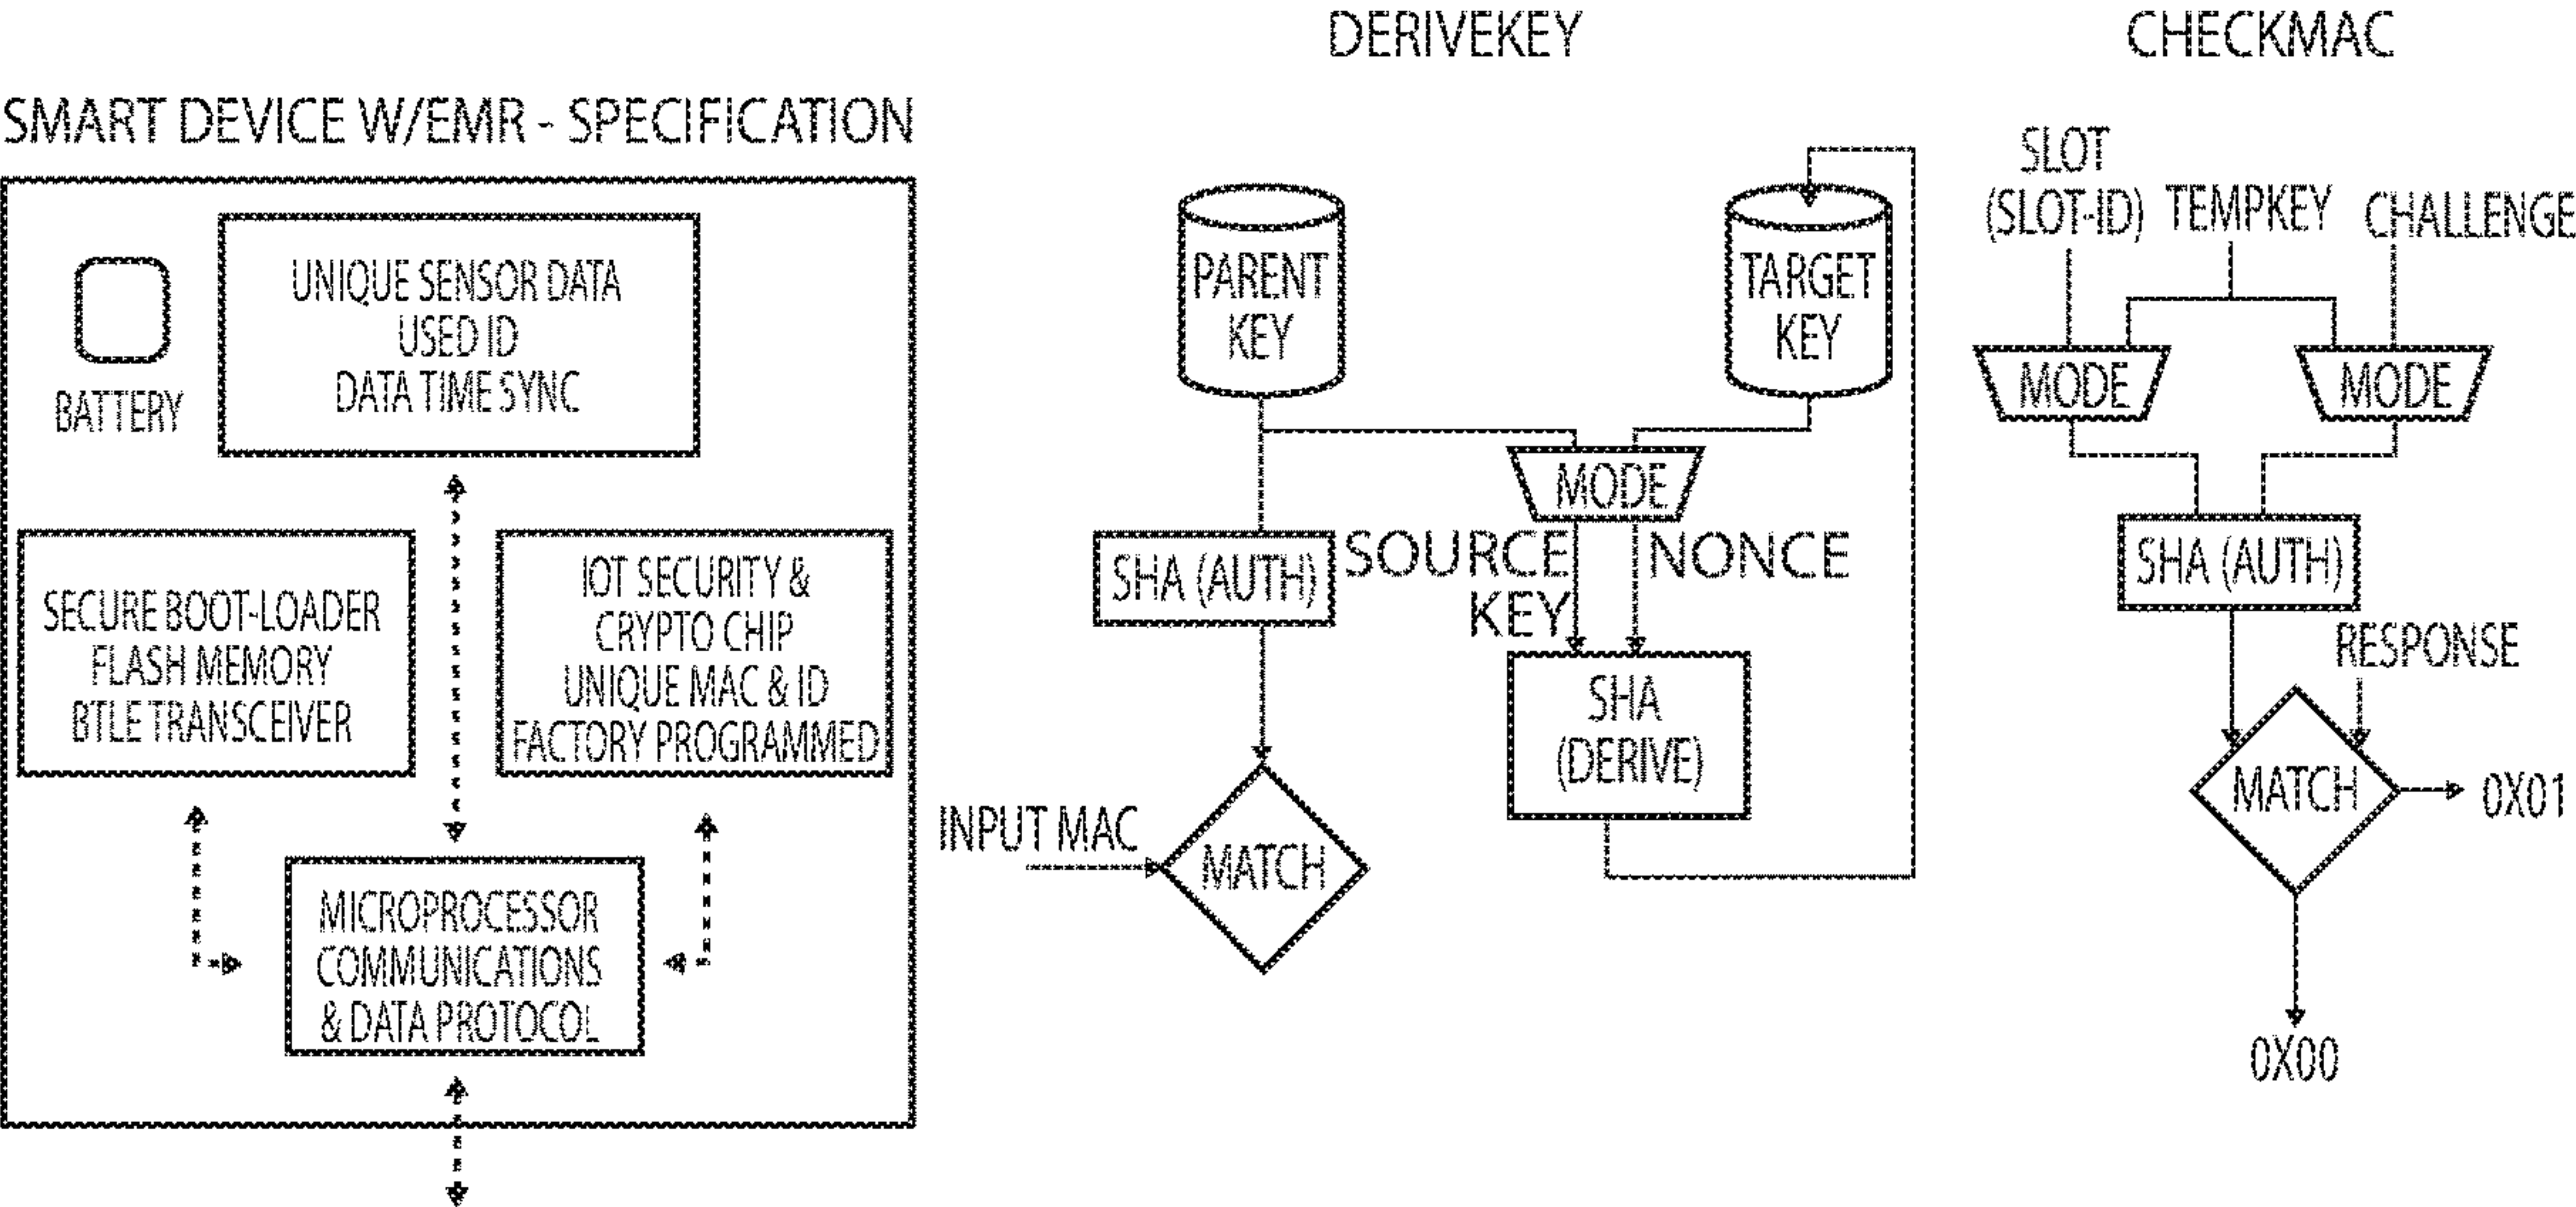 SMART DEVICE W/EMR - SPECIFICATION
BATTERY
UNIQUE SENSOR DATA
USED ID
DATA TIME SYNC
SECURE BOOT-LOADER
FLASH MEMORY
BTLE TRANSCEIVER
IOT SECURITY &
CRYPTO CHIP
UNIQUE MAC & ID
FACTORY PROGRAMMED
MICROPROCESSOR
COMMUNICATIONS
& DATA PROTOCOL
DERIVEKEY
PARENT
KEY
TARGET
KEY
MODE
SHA (AUTH)
SOURCE
KEY
NONCE
SHA
(DERIVE)
INPUT MAC
MATCH
CHECKMAC
SLOT
(SLOT-ID)
TEMPKEY
CHALLENGE
MODE
MODE
SHA (AUTH)
RESPONSE
MATCH
0X01
0X00